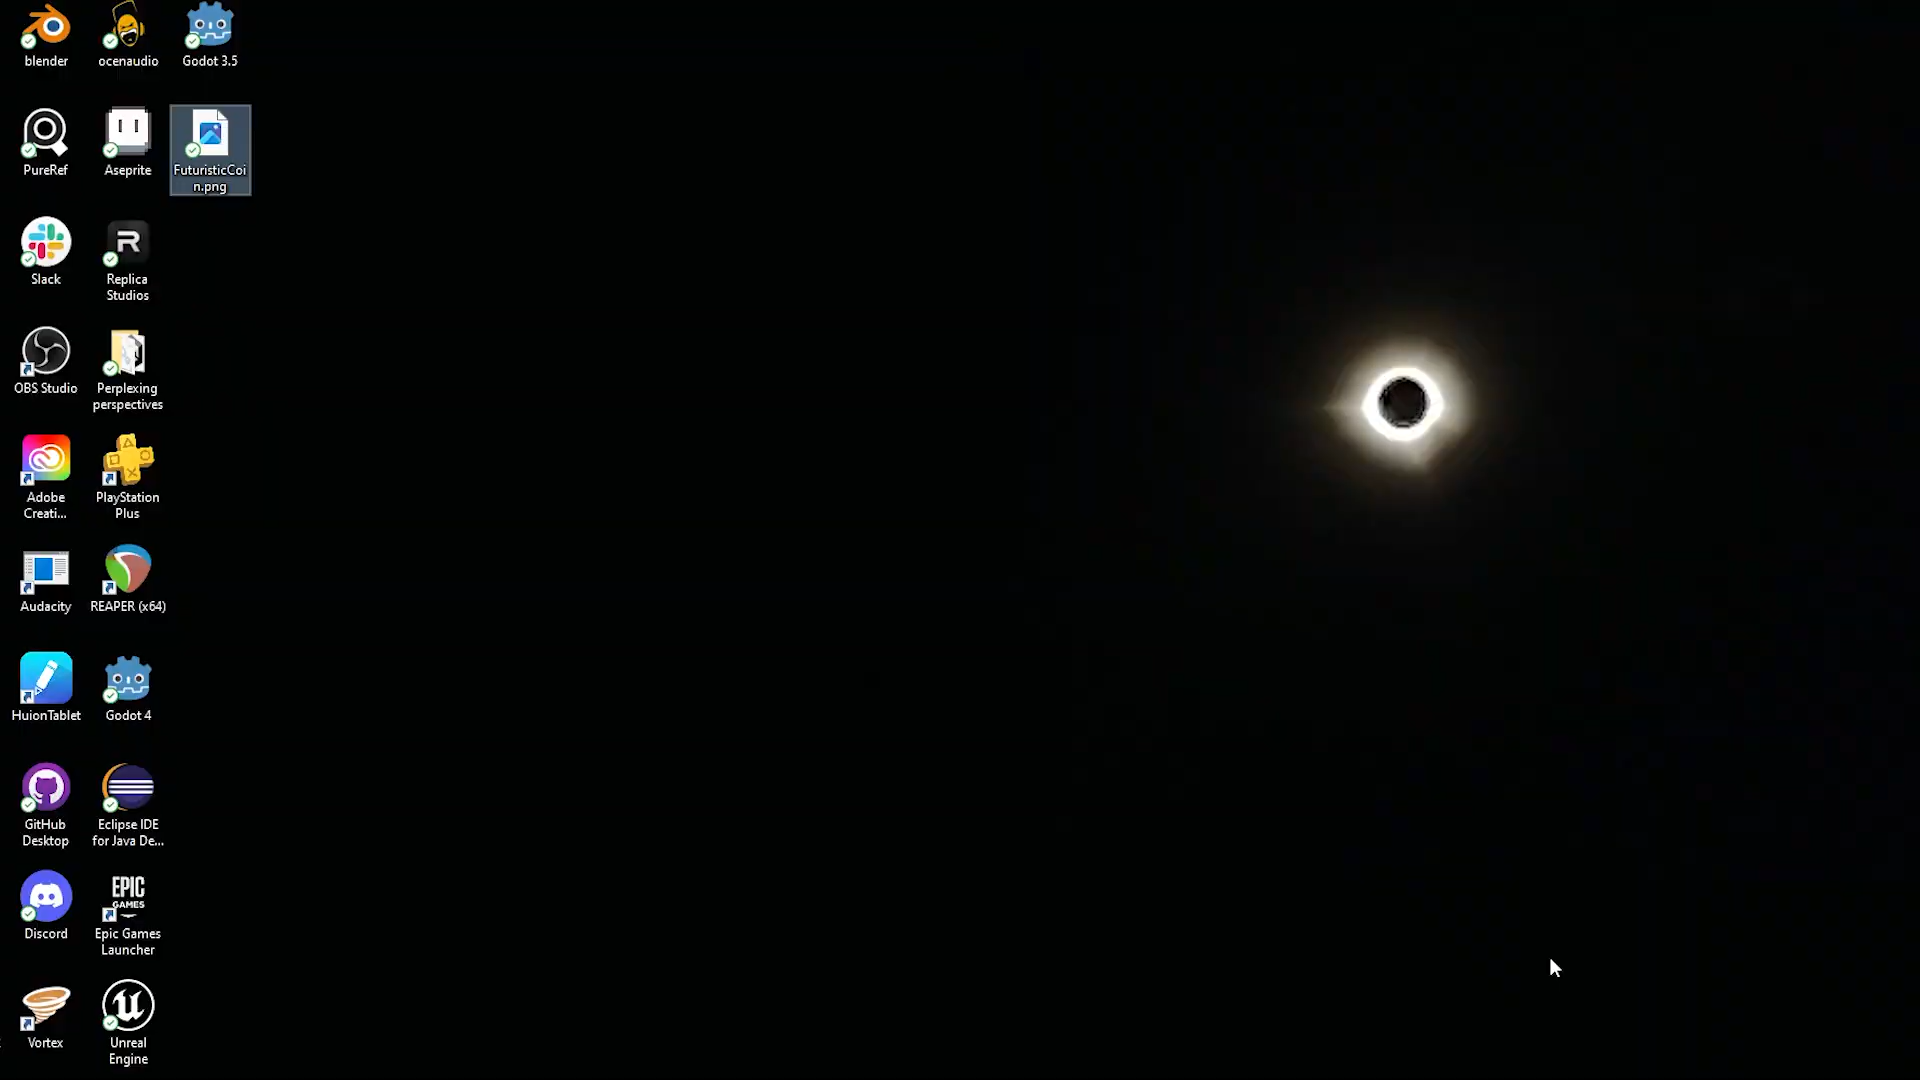 blender
ocenaudio
Godot 3.5
PureRef
Aseprite
FuturisticCoi
n.png
Slack
Replica
Studios
OBS Studio
Perplexing
perspectives
Adobe
Creati...
PlayStation
Plus
Audacity
REAPER (x64)
HuionTablet
Godot 4
GitHub
Desktop
Eclipse IDE
for Java De...
Discord
EPIC
GAMES
Epic Games
Launcher
Vortex
Unreal
Engine